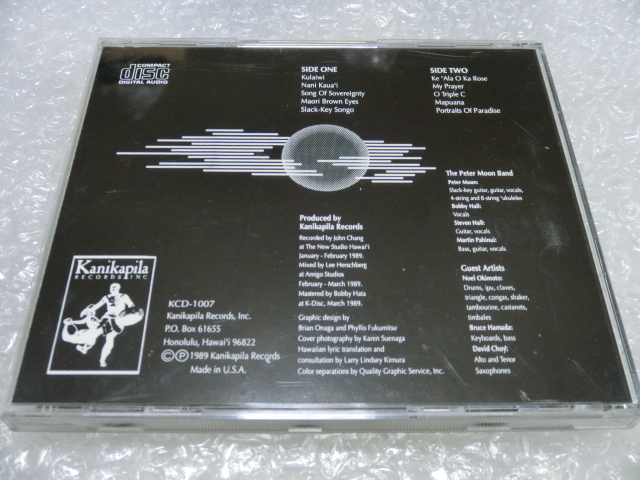 COMPACT
disc
DIGITAL AUDIO
SIDE ONE
Kulaiwi
Nani Kaua'i
Song Of Sovereignty
Maori Brown Eyes
Slack-Key Songo
SIDE TWO
Ke 'Ala O Ka Rose
My Prayer
O Triple C
Mapuana
Portraits Of Paradise
The Peter Moon Band
Peter Moon:
Slack-key guitar, guitar, vocals,
4-string and 8-string 'ukuleles
Bobby Hall:
Vocals
Steven Hall:
Guitar, vocals
Martin Pahinui:
Bass, guitar, vocals
Guest Artists
Noel Okimoto:
Drums, ipu, claves,
triangle, congas, shaker,
tambourine, castanets,
timbales
Bruce Hamada:
Keyboards, bass
David Choy:
Alto and Tenor
Saxophones
Produced by
Kanikapila Records
Recorded by John Chang
at The New Studio Hawai'i
January - February 1989.
Mixed by Lee Herschberg
at Amigo Studios
February - March 1989.
Mastered by Bobby Hata
at K-Disc, March 1989.
Graphic design by
Brian Onaga and Phyllis Fukumitsu
Cover photography by Karen Suenaga
Hawaiian lyric translation and
consultation by Larry Lindsey Kimura
Color separations by Quality Graphic Service, Inc.
Kanikapila
RECORDS INC
KCD-1007
Kanikapila Records, Inc.
P.O. Box 61655
Honolulu, Hawai'i 96822
©℗1989 Kanikapila Records
Made in U.S.A.